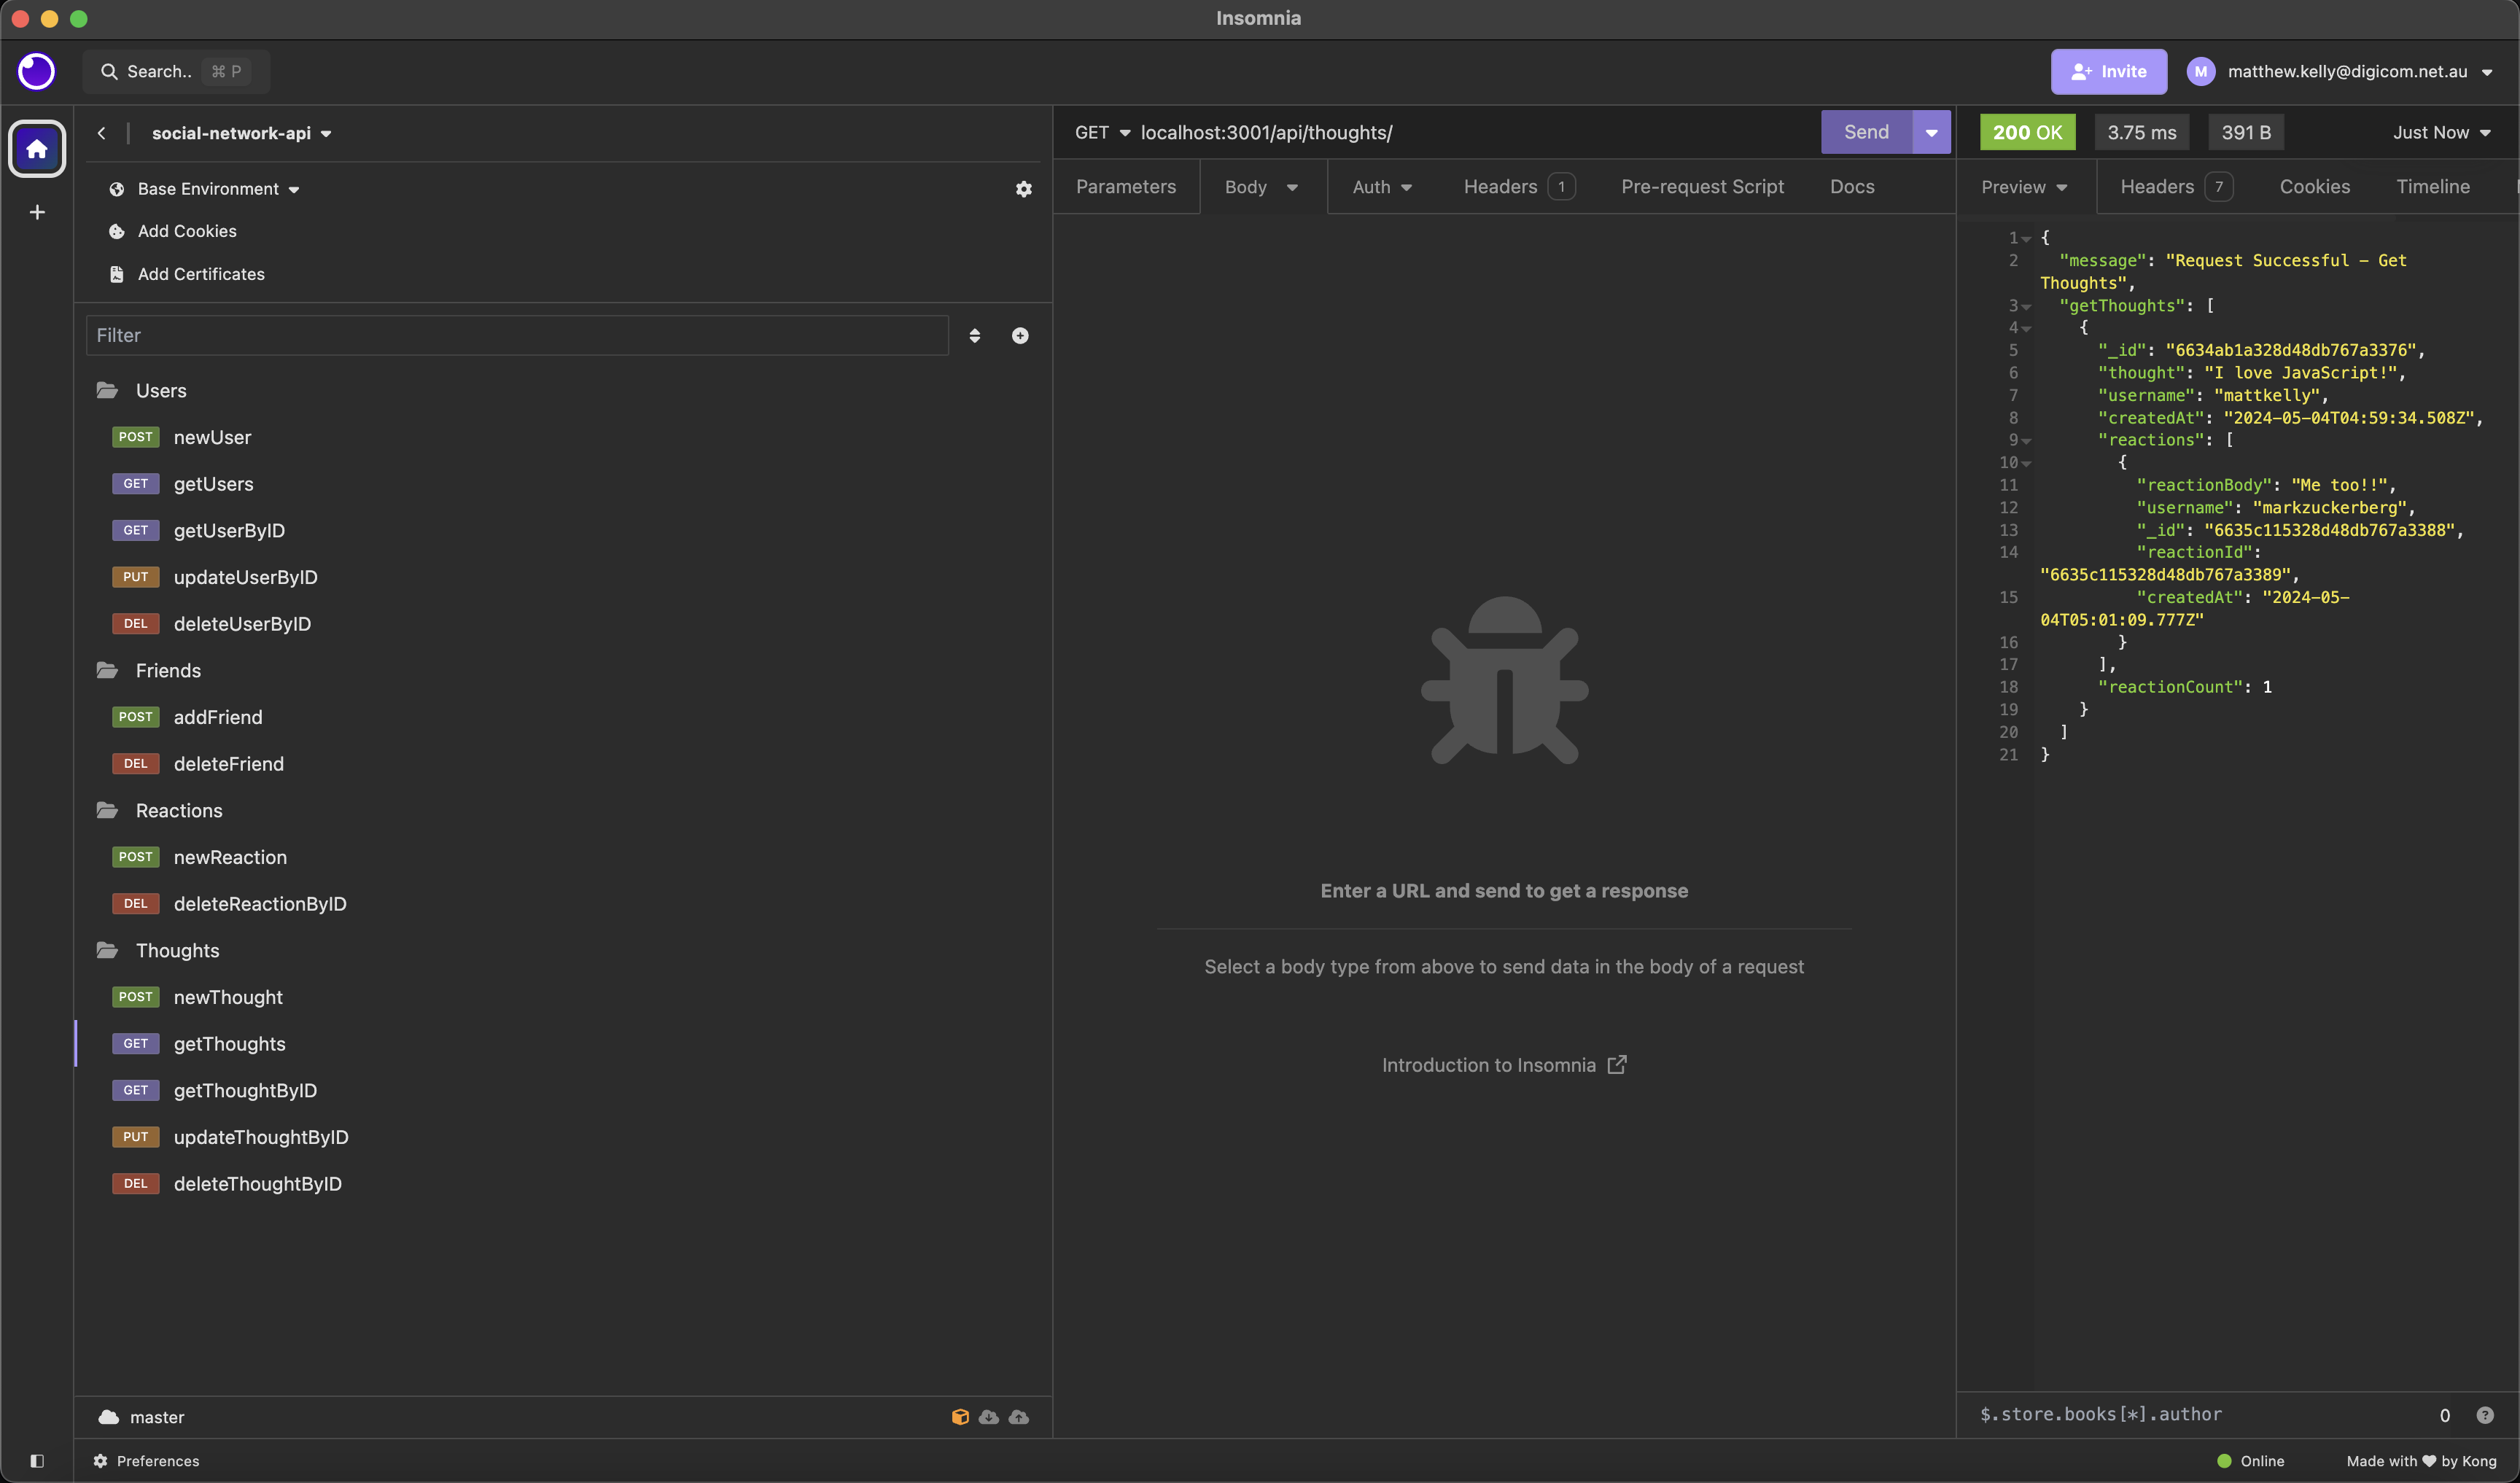 Insomnia
Search.. ⌘ P
Invite
M
matthew.kelly@digicom.net.au
social-network-api
Base Environment
Add Cookies
Add Certificates
Filter
Users
POST newUser
GET getUsers
GET getUserByID
PUT updateUserByID
DEL deleteUserByID
Friends
POST addFriend
DEL deleteFriend
Reactions
POST newReaction
DEL deleteReactionByID
Thoughts
POST newThought
GET getThoughts
GET getThoughtByID
PUT updateThoughtByID
DEL deleteThoughtByID
master
Preferences
GET localhost:3001/api/thoughts/
Send
Parameters Body Auth Headers 1 Pre-request Script Docs
Enter a URL and send to get a response
Select a body type from above to send data in the body of a request
Introduction to Insomnia
200 OK 3.75 ms 391 B Just Now
Preview Headers 7 Cookies Timeline
1 {
2 "message": "Request Successful - Get
Thoughts",
3 "getThoughts": [
4 {
5 "_id": "6634ab1a328d48db767a3376",
6 "thought": "I love JavaScript!",
7 "username": "mattkelly",
8 "createdAt": "2024-05-04T04:59:34.508Z",
9 "reactions": [
10 {
11 "reactionBody": "Me too!!",
12 "username": "markzuckerberg",
13 "_id": "6635c115328d48db767a3388",
14 "reactionId":
"6635c115328d48db767a3389",
15 "createdAt": "2024-05-
04T05:01:09.777Z"
16 }
17 ],
18 "reactionCount": 1
19 }
20 ]
21 }
$.store.books[*].author 0 ?
Online
Made with ♥ by Kong